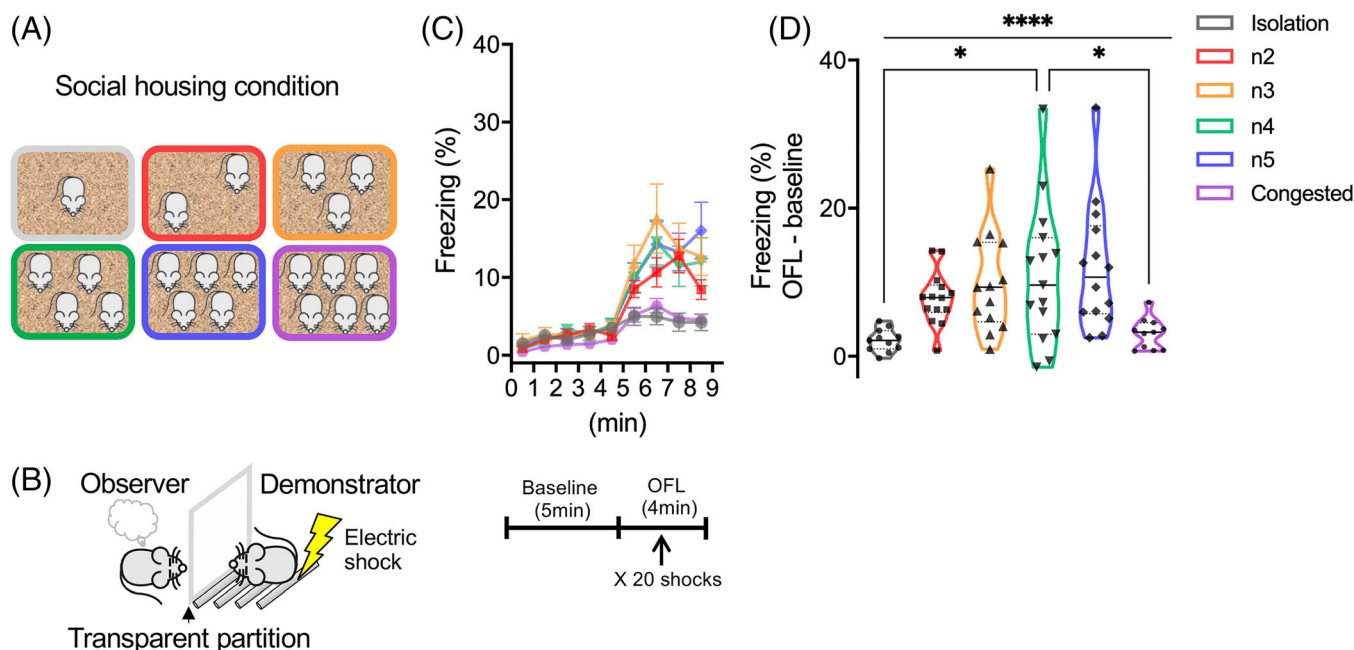 (A)
Social housing condition
(B)
Observer
Demonstrator
Electric
shock
Transparent partition
Baseline
(5min)
OFL
(4min)
X 20 shocks
(C)
Freezing (%)
40
30
20
10
0
0 1 2 3 4 5 6 7 8 9
(min)
(D)
Freezing (%)
OFL - baseline
40
20
0
****
*
*
Isolation
n2
n3
n4
n5
Congested